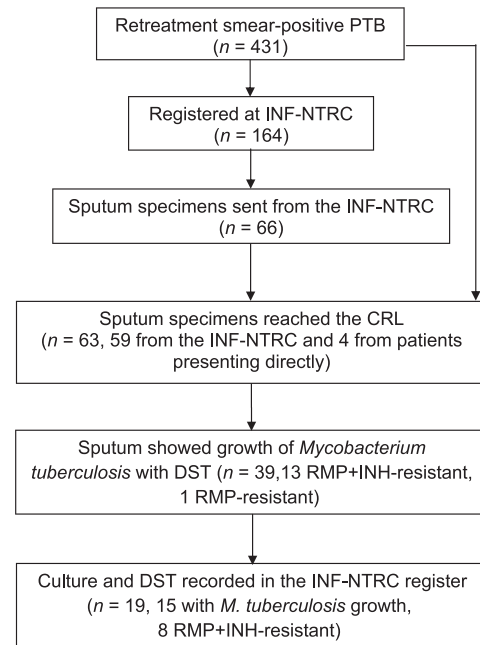 Retreatment smear-positive PTB
(n = 431)
Registered at INF-NTRC
(n = 164)
Sputum specimens sent from the INF-NTRC
(n = 66)
Sputum specimens reached the CRL
(n = 63, 59 from the INF-NTRC and 4 from patients
presenting directly)
Sputum showed growth of Mycobacterium
tuberculosis with DST (n = 39,13 RMP+INH-resistant,
1 RMP-resistant)
Culture and DST recorded in the INF-NTRC register
(n = 19, 15 with M. tuberculosis growth,
8 RMP+INH-resistant)